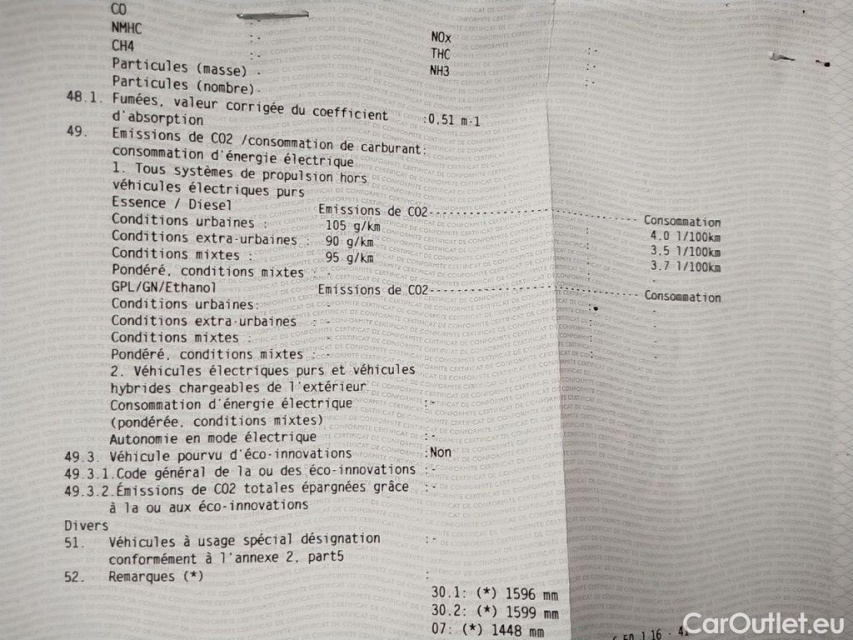 CO
NMHC :- NOx
CH4 :- THC :-
Particules (masse) - NH3 :-
Particules (nombre)-
48.1. Fumées, valeur corrigée du coefficient
d'absorption :0,51 m-1
49. Emissions de CO2 /consommation de carburant:
consommation d'énergie électrique
1. Tous systèmes de propulsion hors
véhicules électriques purs
Essence / Diesel Emissions de CO2 Consommation
Conditions urbaines : 105 g/km 4.0 l/100km
Conditions extra-urbaines : 90 g/km 3.5 l/100km
Conditions mixtes : 95 g/km 3.7 l/100km
Pondéré, conditions mixtes : -
GPL/GN/Ethanol Emissions de CO2 Consommation
Conditions urbaines: -
Conditions extra-urbaines : -
Conditions mixtes : -
Pondéré, conditions mixtes : -
2. Véhicules électriques purs et véhicules
hybrides chargeables de l'extérieur
Consommation d'énergie électrique :-
(pondérée, conditions mixtes)
Autonomie en mode électrique :-
49.3. Véhicule pourvu d'éco-innovations :Non
49.3.1.Code général de la ou des éco-innovations :-
49.3.2.Émissions de CO2 totales épargnées grâce :-
à la ou aux éco-innovations
Divers
51. Véhicules à usage spécial désignation :-
conformément à l'annexe 2, part5
52. Remarques (*) :
30.1: (*) 1596 mm
30.2: (*) 1599 mm
07: (*) 1448 mm
CarOutlet.eu